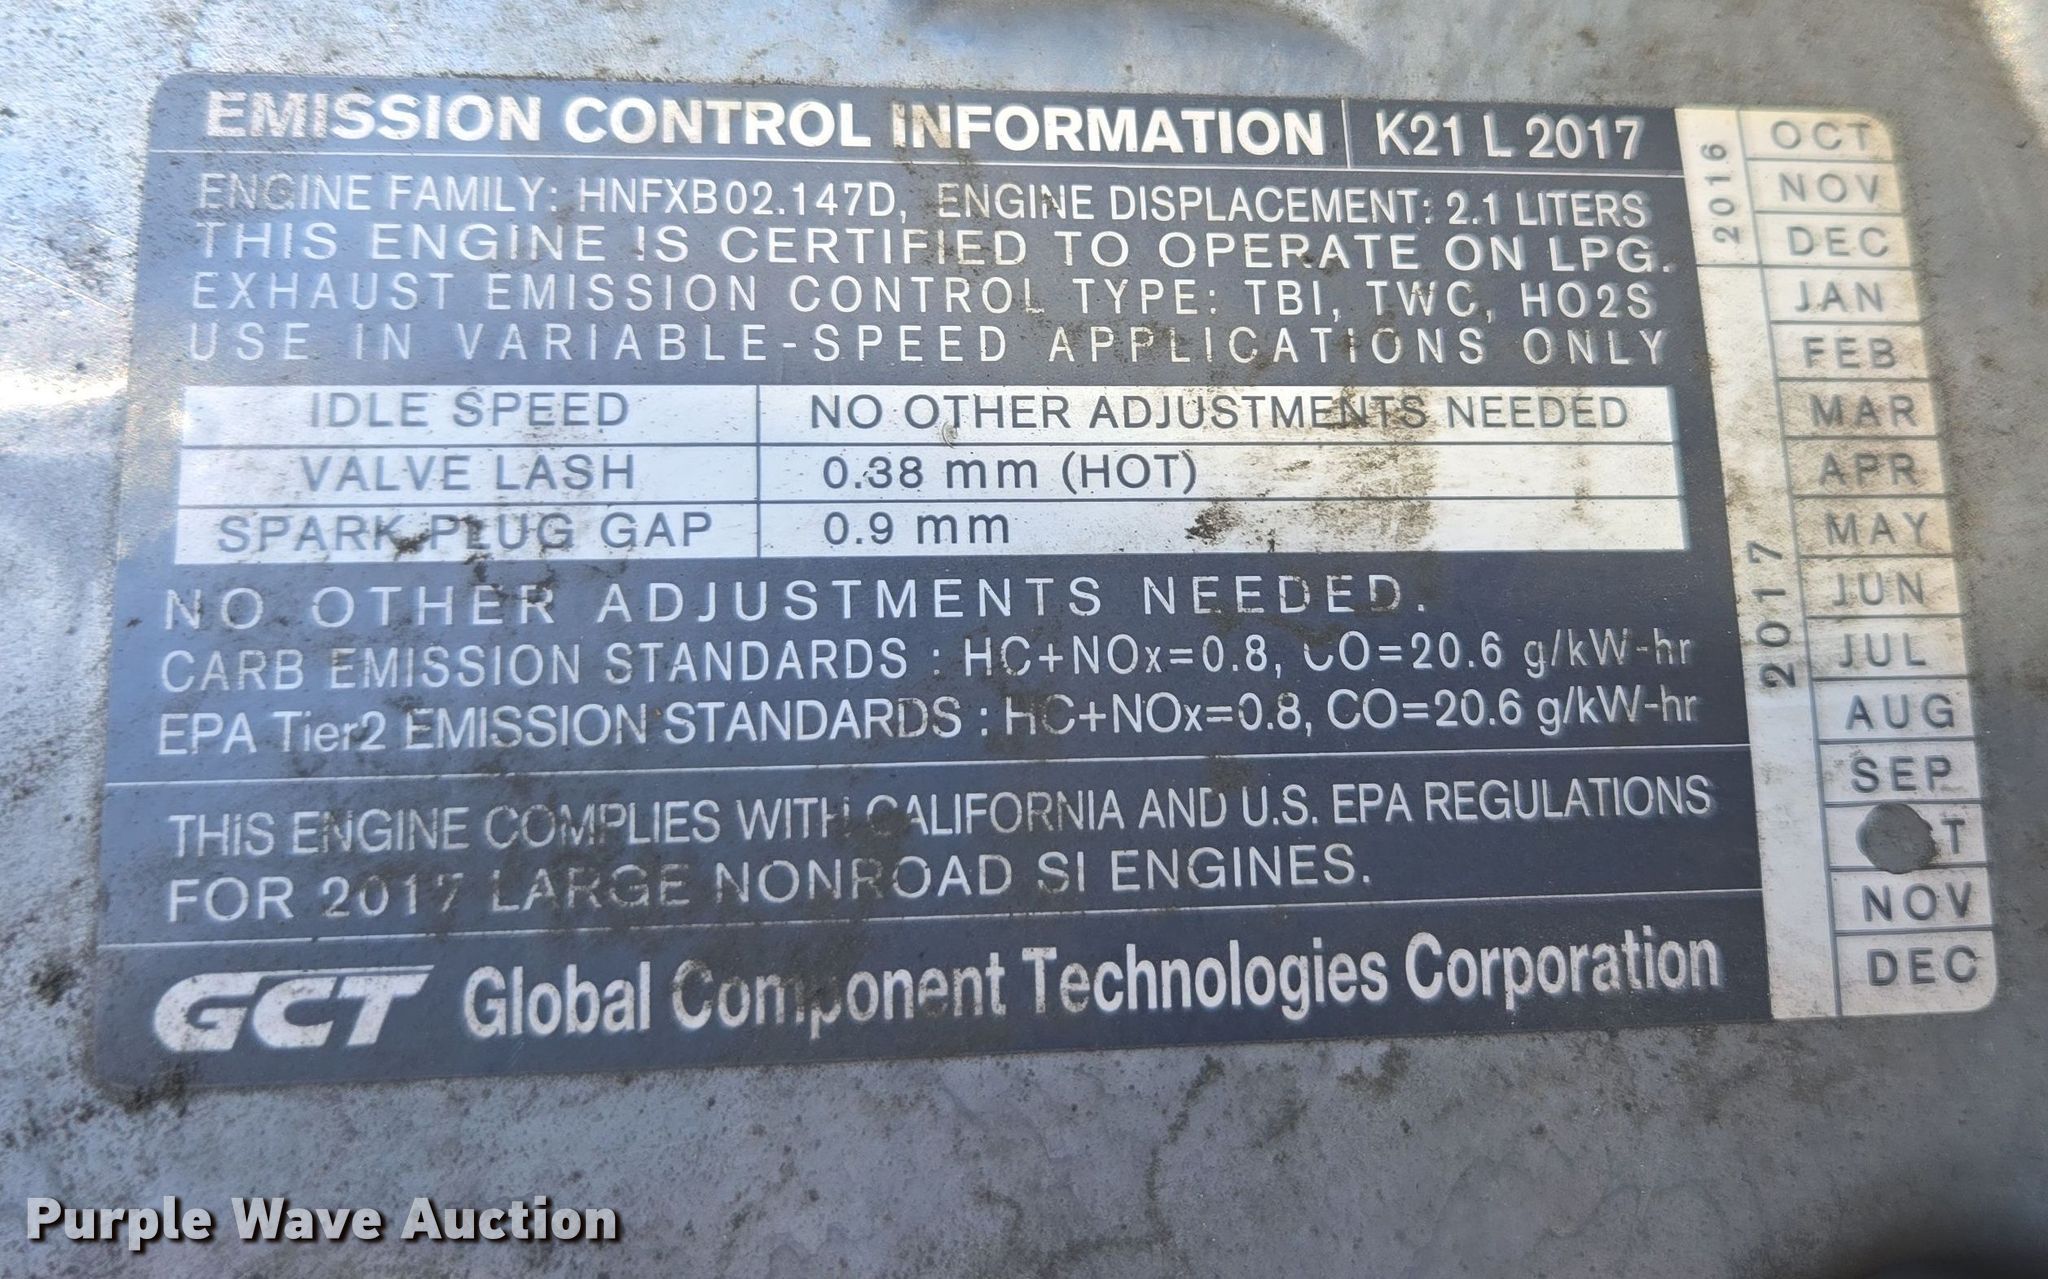 EMISSION CONTROL INFORMATION K21 L 2017
ENGINE FAMILY: HNFXB02.147D, ENGINE DISPLACEMENT: 2.1 LITERS
THIS ENGINE IS CERTIFIED TO OPERATE ON LPG.
EXHAUST EMISSION CONTROL TYPE: TBI, TWC, HO2S
USE IN VARIABLE-SPEED APPLICATIONS ONLY
IDLE SPEED NO OTHER ADJUSTMENTS NEEDED
VALVE LASH 0.38 mm (HOT)
SPARK PLUG GAP 0.9 mm
NO OTHER ADJUSTMENTS NEEDED.
CARB EMISSION STANDARDS : HC+NOx=0.8, CO=20.6 g/kW-hr
EPA Tier2 EMISSION STANDARDS : HC+NOx=0.8, CO=20.6 g/kW-hr
THIS ENGINE COMPLIES WITH CALIFORNIA AND U.S. EPA REGULATIONS
FOR 2017 LARGE NONROAD SI ENGINES.
GCT Global Component Technologies Corporation
2016
OCT
NOV
DEC
2017
JAN
FEB
MAR
APR
MAY
JUN
JUL
AUG
SEP
T
NOV
DEC
Purple Wave Auction